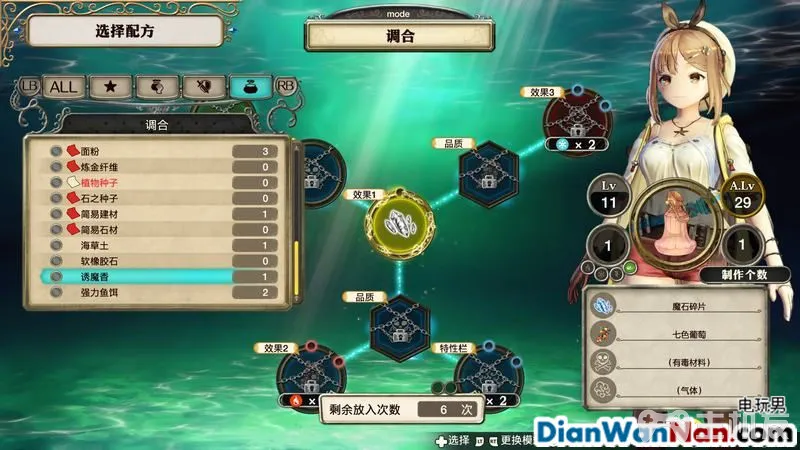 选择配方
mode
调合
LB
ALL
RB
调合
面粉 3
炼金纤维 0
植物种子 0
石之种子 0
简易建材 1
简易石材 0
海草土 1
软橡胶石 0
诱魔香 1
强力鱼饵 2
效果3
× 2
品质
效果1
品质
效果2
特性栏
×
× 2
剩余放入次数 6 次
Lv
11
A.Lv
29
1
1
制作个数
魔石碎片
七色葡萄
(有毒材料)
(气体)
电玩男
DianWanNan.com
选择
更换模